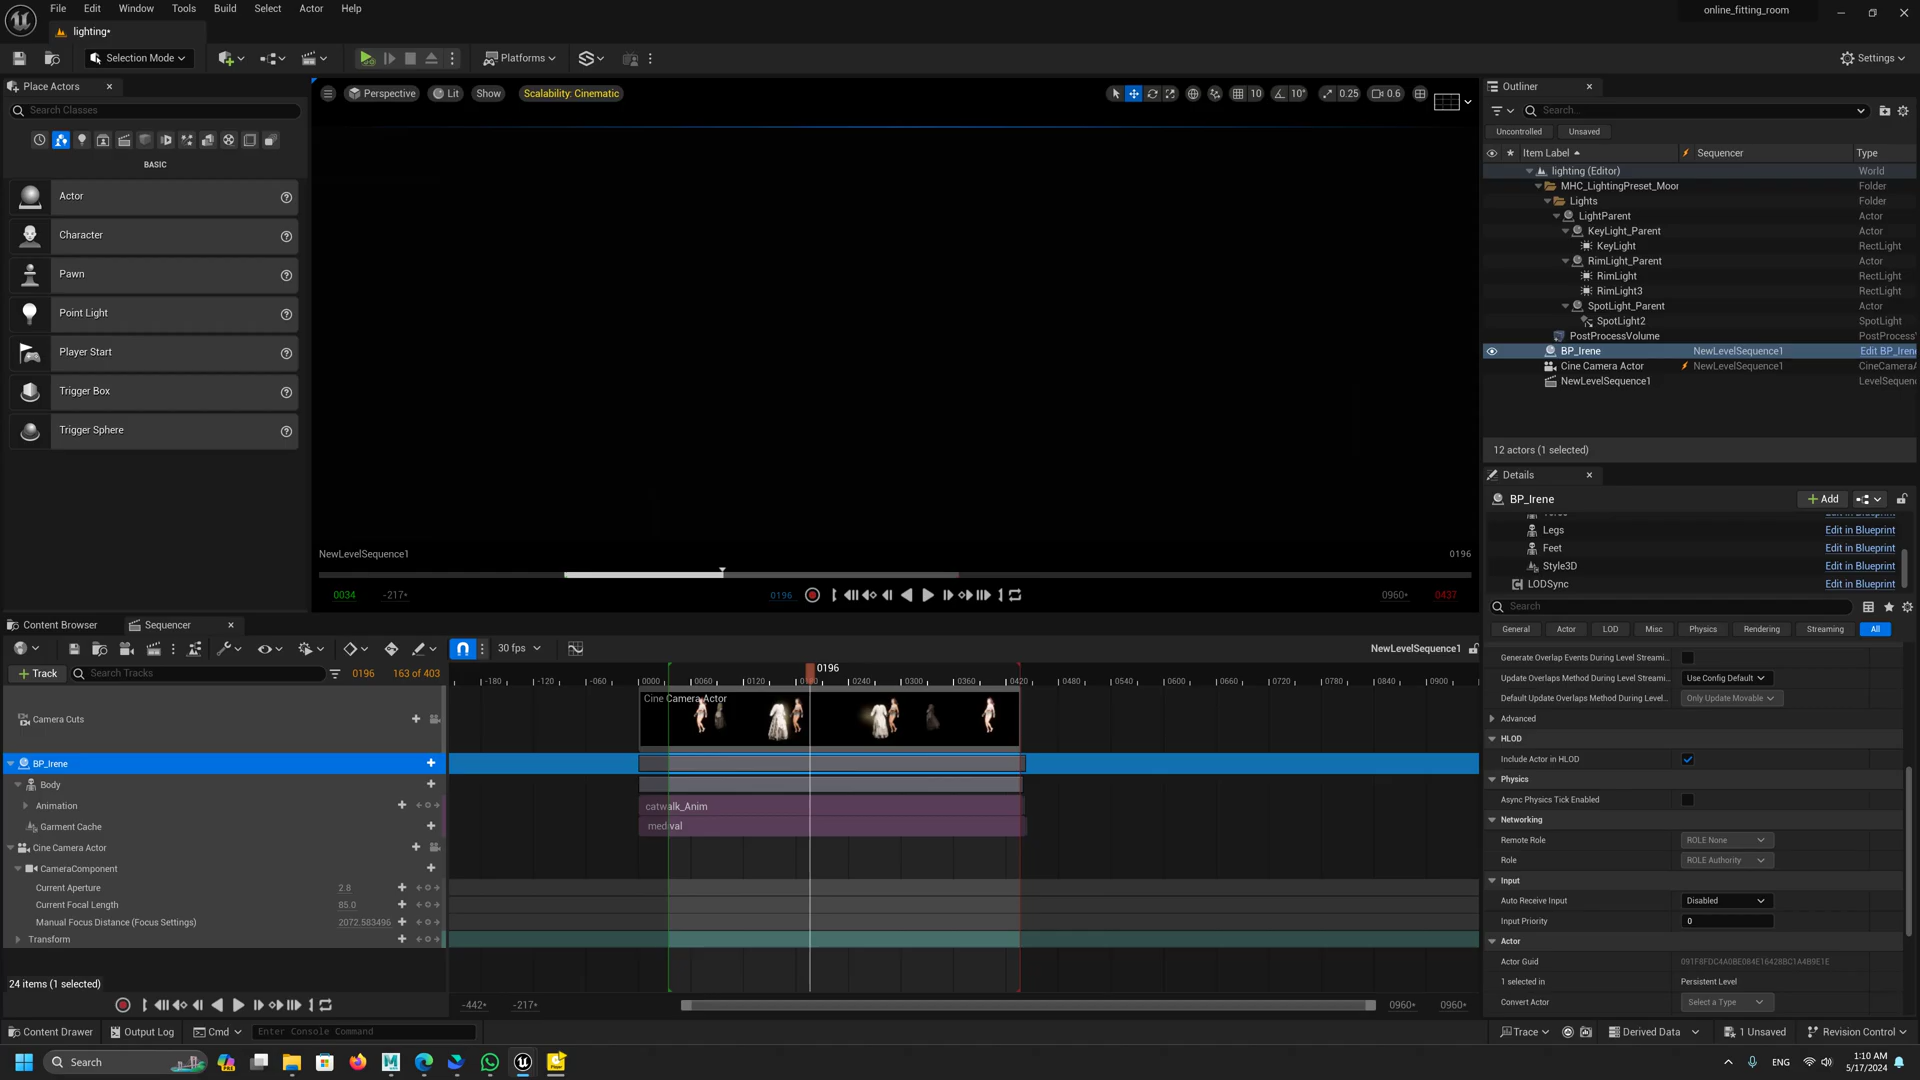 File Edit Window Tools Build Select Actor Help
online_fitting_room
lighting*
Selection Mode
Platforms
Settings
Place Actors
Search Classes
BASIC
Actor
Character
Pawn
Point Light
Player Start
Trigger Box
Trigger Sphere
Perspective Lit Show Scalability: Cinematic
10 10° 0.25 0.6
NewLevelSequence1 0196
0034 -217+ 0196 0960+ 0437
Outliner
Search...
Uncontrolled Unsaved
Item Label Sequencer Type
lighting (Editor) World
MHC_LightingPreset_Moor Folder
Lights Folder
LightParent Actor
KeyLight_Parent Actor
KeyLight RectLight
RimLight_Parent Actor
RimLight RectLight
RimLight3 RectLight
SpotLight_Parent Actor
SpotLight2 SpotLight
PostProcessVolume PostProcess
BP_Irene NewLevelSequence1 Edit BP_Iren
Cine Camera Actor NewLevelSequence1 CineCamera
NewLevelSequence1 LevelSequen
12 actors (1 selected)
Details
BP_Irene Add
Edit in Blueprint
Legs Edit in Blueprint
Feet Edit in Blueprint
Style3D Edit in Blueprint
LODSync Edit in Blueprint
Search
General Actor LOD Misc Physics Rendering Streaming All
Generate Overlap Events During Level Streami...
Update Overlaps Method During Level Streami... Use Config Default
Default Update Overlaps Method During Level... Only Update Movable
Advanced
HLOD
Include Actor in HLOD
Physics
Async Physics Tick Enabled
Networking
Remote Role ROLE None
Role ROLE Authority
Input
Auto Receive Input Disabled
Input Priority 0
Actor
Actor Guid 091F8FDC4A0BED84E16428BC1A4B9E1E
1 selected in Persistent Level
Convert Actor Select a Type
Content Browser Sequencer
30 fps NewLevelSequence1
Track Search Tracks 0196 163 of 403
0196
-180 -120 -060 0000 0060 0120 0180 0240 0300 0360 0420 0480 0540 0600 0660 0720 0780 0840 0900
Camera Cuts
Cine Camera Actor
BP_Irene
Body
Animation
catwalk_Anim
Garment Cache
medival
Cine Camera Actor
CameraComponent
Current Aperture 2.8
Current Focal Length 85.0
Manual Focus Distance (Focus Settings) 2072.583496
Transform
24 items (1 selected)
-442+ -217+ 0960+ 0960+
Content Drawer Output Log Cmd Enter Console Command
Trace Derived Data 1 Unsaved Revision Control
Search
ENG
1:10 AM
5/17/2024